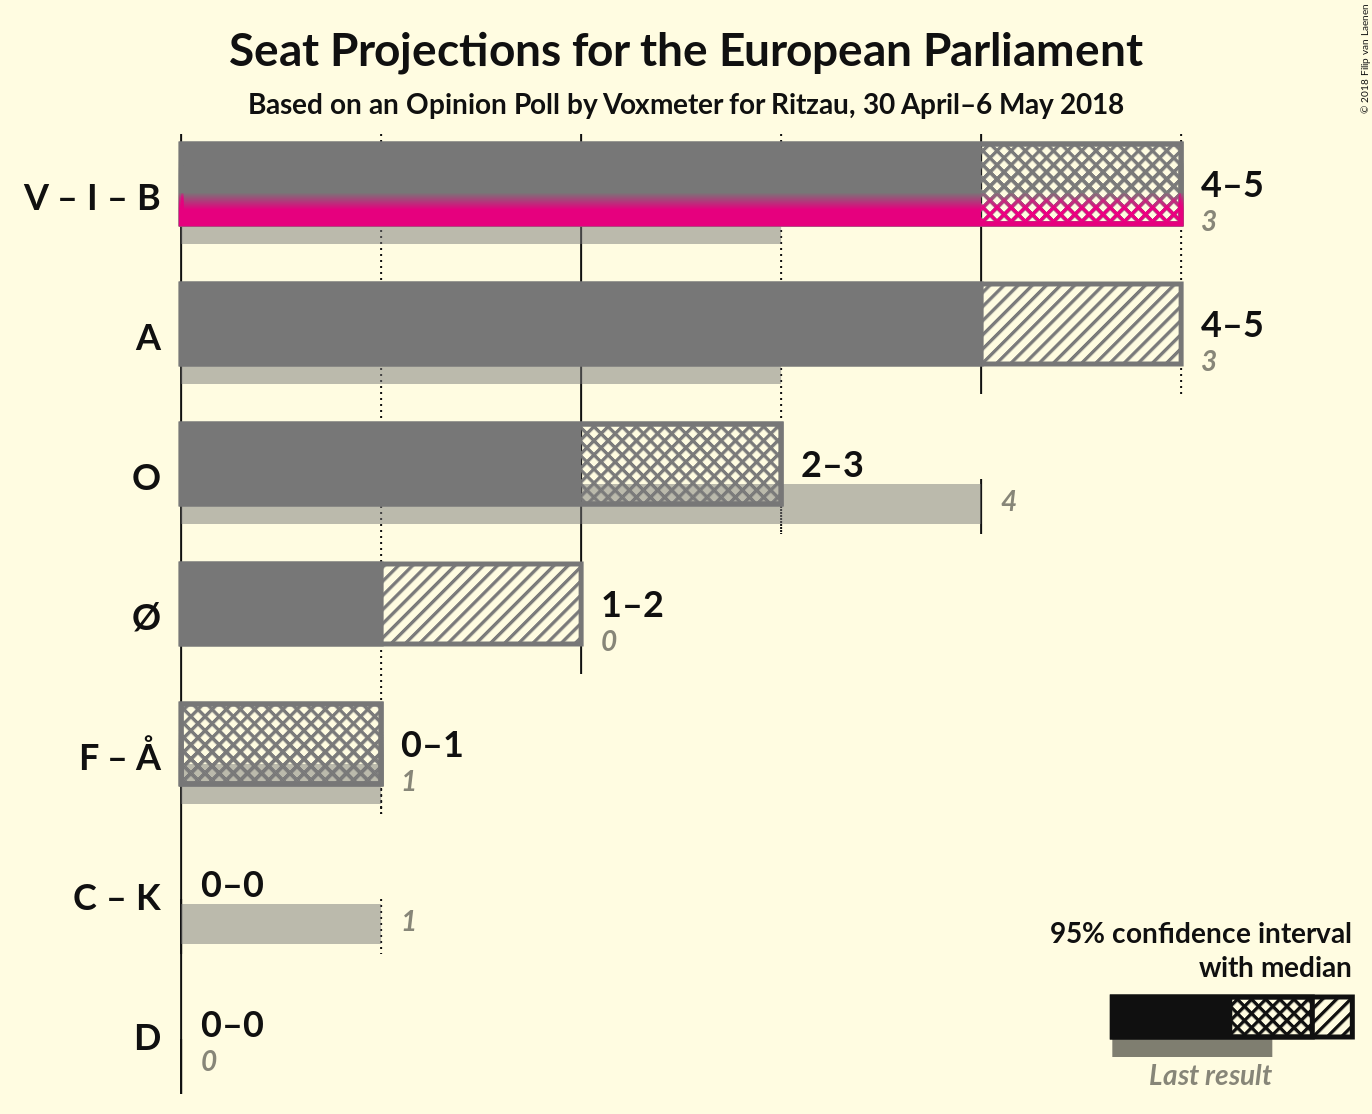 Seat Projections for the European Parliament
Based on an Opinion Poll by Voxmeter for Ritzau, 30 April–6 May 2018
© 2018 Filip van Laenen
V – I – B
4–5
3
A
4–5
3
O
2–3
4
Ø
1–2
0
F – Å
0–1
1
C – K
0–0
1
D
0–0
0
95% confidence interval
with median
Last result